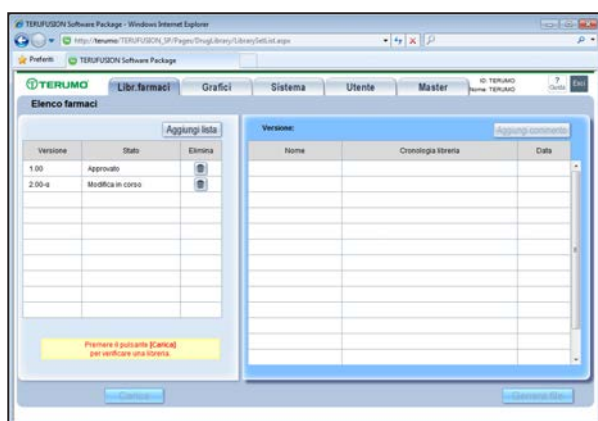 TERUFUSION Software Package - Windows Internet Explorer
http://terumo/TERUFUSION_SP/Pages/DrugLibrary/LibrarySetList.aspx
Preferiti TERUFUSION Software Package
TERUMO Libr.farmaci Grafici Sistema Utente Master ID: TERUMO Nome: TERUMO ? Guida Esci
Elenco farmaci
Aggiungi lista
Versione Stato Elimina
1.00 Approvato
2.00-α Modifica in corso
Premere il pulsante [Carica]
per verificare una libreria.
Carica
Versione: Aggiungi commento
Nome Cronologia libreria Data
Genera file